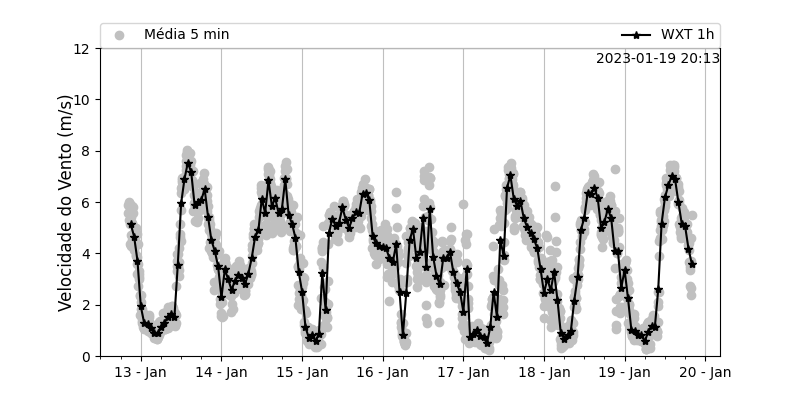 Média 5 min WXT 1h
2023-01-19 20:13
Velocidade do Vento (m/s)
12
10
8
6
4
2
0
13 - Jan 14 - Jan 15 - Jan 16 - Jan 17 - Jan 18 - Jan 19 - Jan 20 - Jan